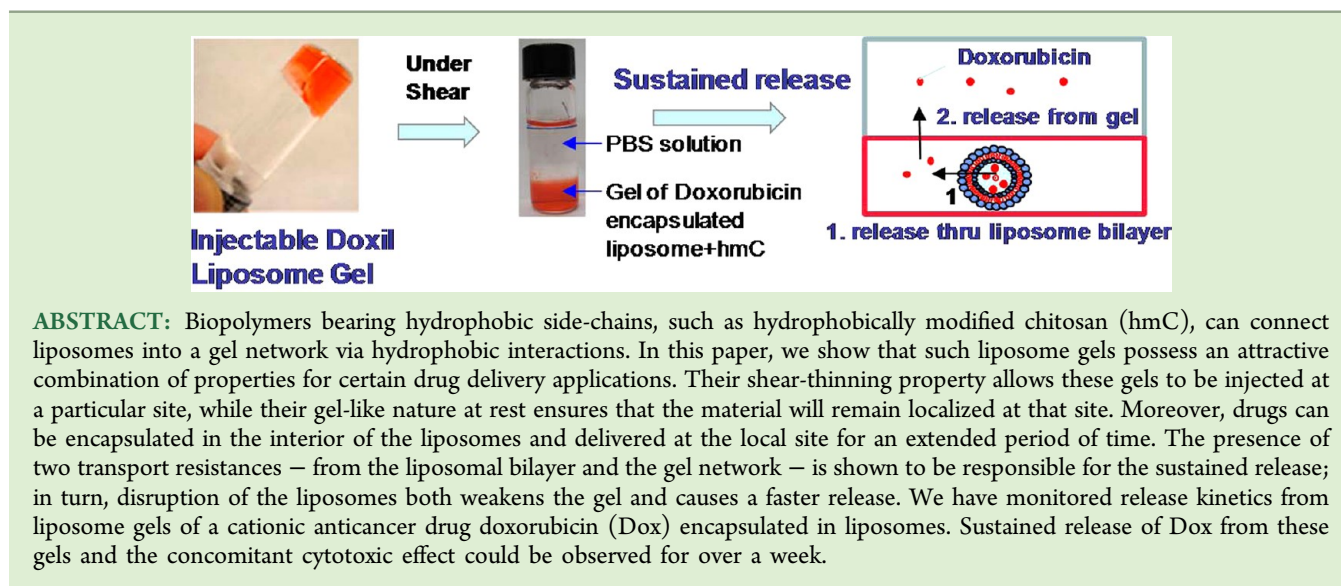 Under
Shear
Sustained release
Doxorubicin
2. release from gel
PBS solution
Gel of Doxorubicin
encapsulated
liposome+hmC
1
1. release thru liposome bilayer
Injectable Doxil
Liposome Gel
ABSTRACT: Biopolymers bearing hydrophobic side-chains, such as hydrophobically modified chitosan (hmC), can connect
liposomes into a gel network via hydrophobic interactions. In this paper, we show that such liposome gels possess an attractive
combination of properties for certain drug delivery applications. Their shear-thinning property allows these gels to be injected at
a particular site, while their gel-like nature at rest ensures that the material will remain localized at that site. Moreover, drugs can
be encapsulated in the interior of the liposomes and delivered at the local site for an extended period of time. The presence of
two transport resistances − from the liposomal bilayer and the gel network − is shown to be responsible for the sustained release;
in turn, disruption of the liposomes both weakens the gel and causes a faster release. We have monitored release kinetics from
liposome gels of a cationic anticancer drug doxorubicin (Dox) encapsulated in liposomes. Sustained release of Dox from these
gels and the concomitant cytotoxic effect could be observed for over a week.